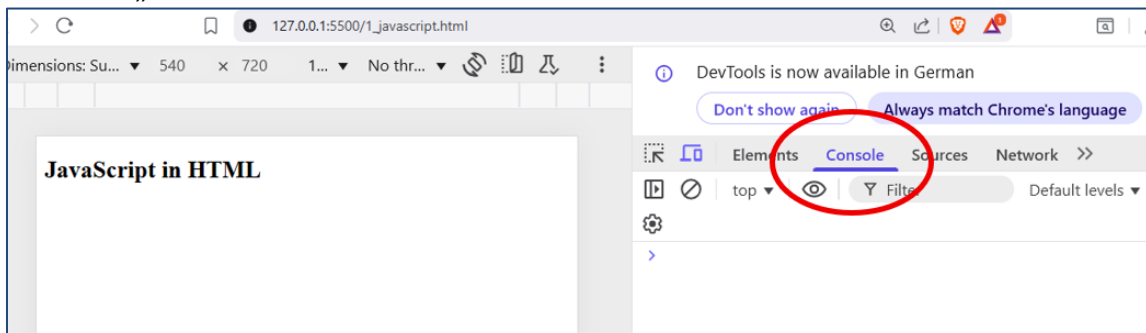 127.0.0.1:5500/1_javascript.html
Dimensions: Su... 540 × 720 1... No thr...
DevTools is now available in German
Don't show again Always match Chrome's language
JavaScript in HTML
Elements Console Sources Network
top Filter Default levels